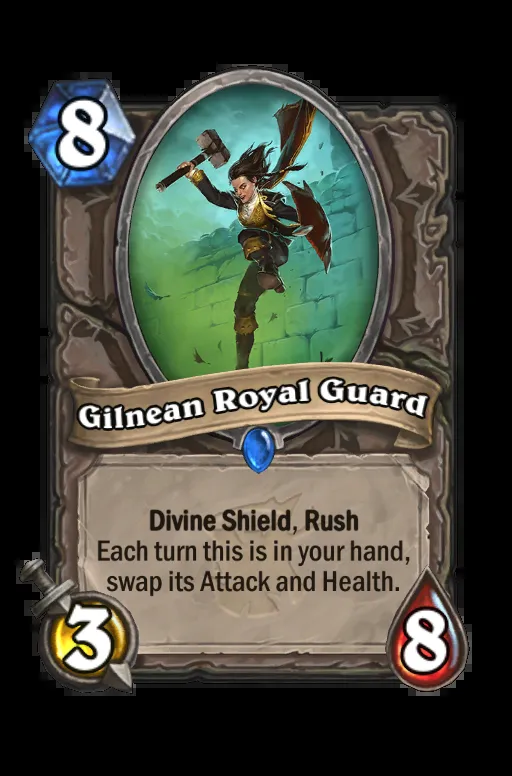 8
Gilnean Royal Guard
Divine Shield, Rush
Each turn this is in your hand,
swap its Attack and Health.
3
8